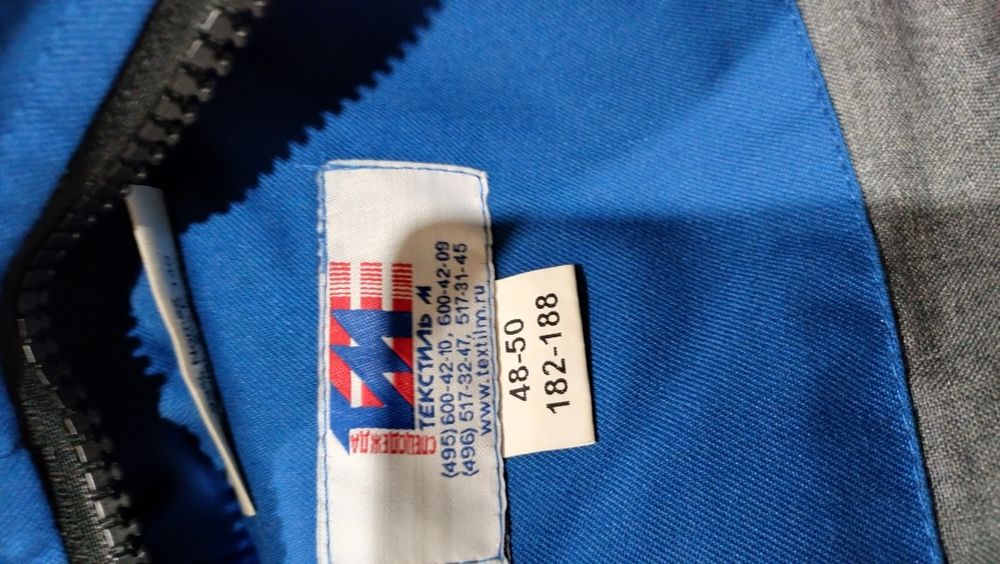 СПЕЦОДЕЖДА
ТЕКСТИЛЬ М
(495) 600-42-10, 600-42-09
(496) 517-32-47, 517-31-45
www.textilm.ru
48-50
182-188